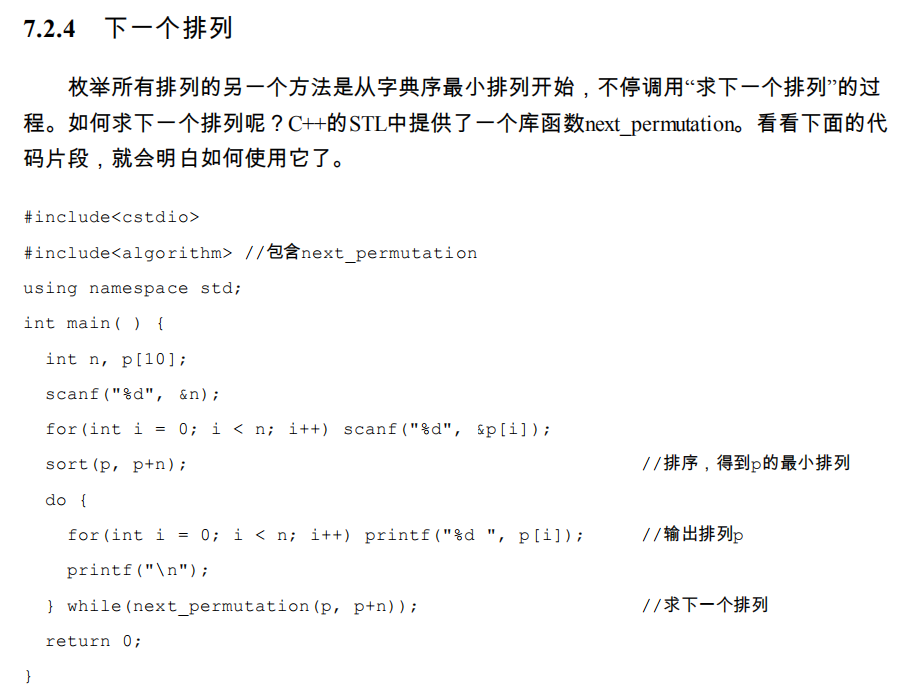 7.2.4 下一个排列
枚举所有排列的另一个方法是从字典序最小排列开始，不停调用“求下一个排列”的过
程。如何求下一个排列呢？C++的STL中提供了一个库函数next_permutation。看看下面的代
码片段，就会明白如何使用它了。
#include<cstdio>
#include<algorithm> //包含next_permutation
using namespace std;
int main( ) {
int n, p[10];
scanf("%d", &n);
for(int i = 0; i < n; i++) scanf("%d", &p[i]);
sort(p, p+n); //排序，得到p的最小排列
do {
for(int i = 0; i < n; i++) printf("%d ", p[i]); //输出排列p
printf("\n");
} while(next_permutation(p, p+n)); //求下一个排列
return 0;
}